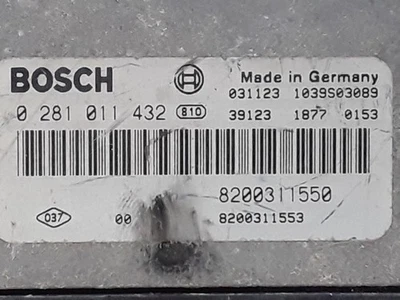 BOSCH Made in Germany
031123 1039S03089
0 281 011 432 810 39123 1877 0153
8200311550
037 00 8200311553